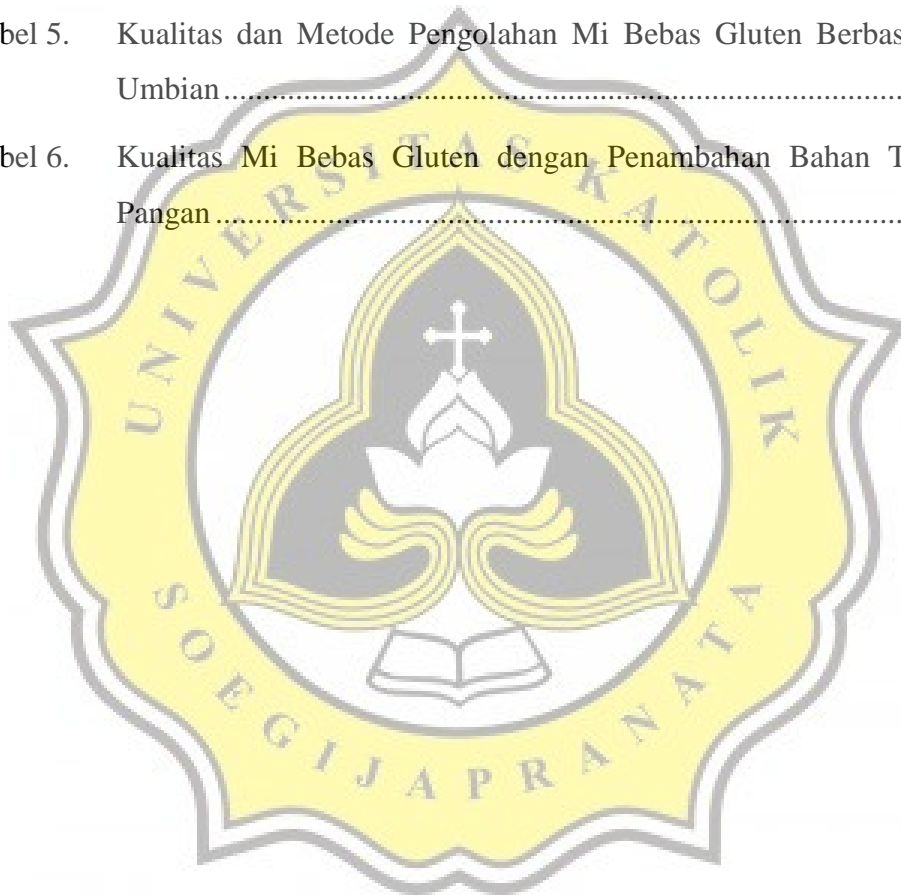 bel 5. Kualitas dan Metode Pengolahan Mi Bebas Gluten Berbas
Umbian ..........................................................................
bel 6. Kualitas Mi Bebas Gluten dengan Penambahan Bahan T
Pangan ..........................................................................
UNIVERSITAS KATOLIK
SOEGIJAPRANATA